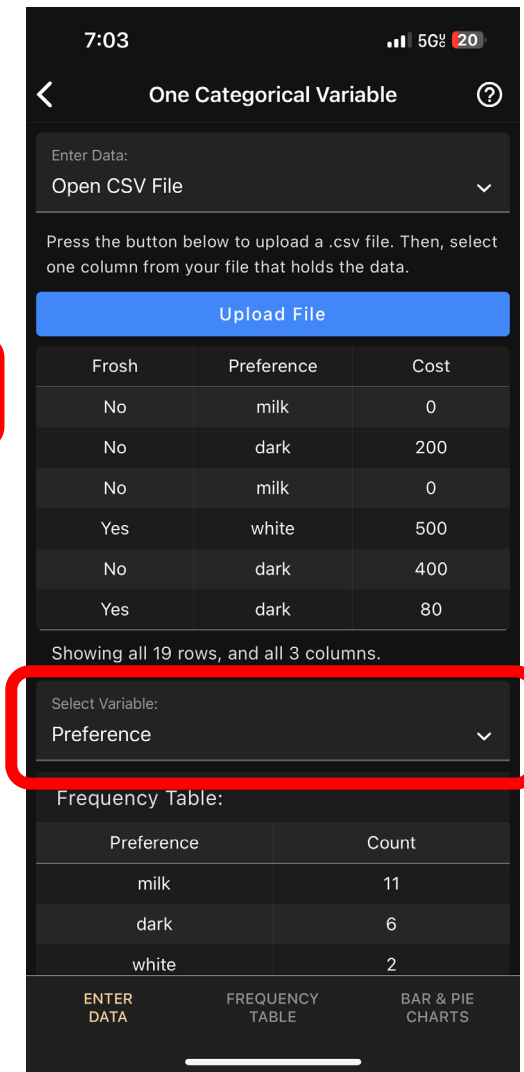 7:03 5G 20
One Categorical Variable ?
Enter Data:
Open CSV File
Press the button below to upload a .csv file. Then, select
one column from your file that holds the data.
Upload File
Frosh Preference Cost
No milk 0
No dark 200
No milk 0
Yes white 500
No dark 400
Yes dark 80
Showing all 19 rows, and all 3 columns.
Select Variable:
Preference
Frequency Table:
Preference Count
milk 11
dark 6
white 2
ENTER FREQUENCY BAR & PIE
DATA TABLE CHARTS